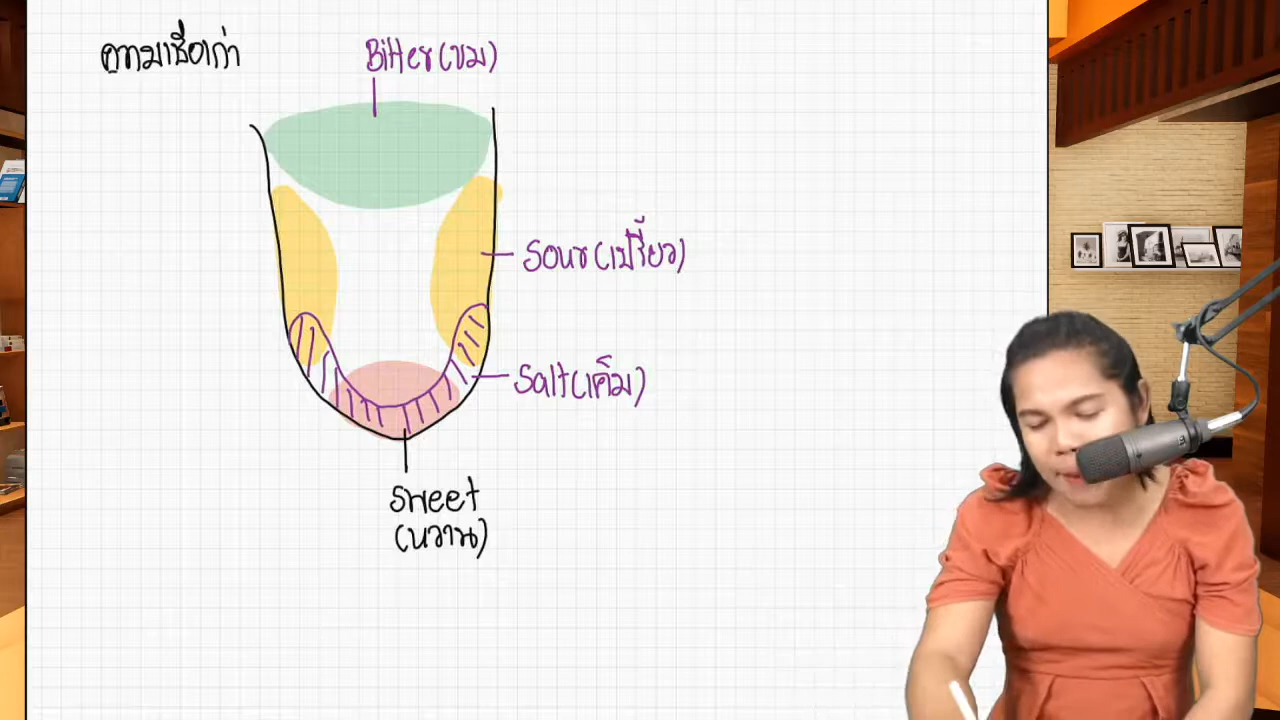 ความเชื่อเก่า
Bitter (ขม)
Sour (เปรี้ยว)
Salt (เค็ม)
Sweet
(หวาน)